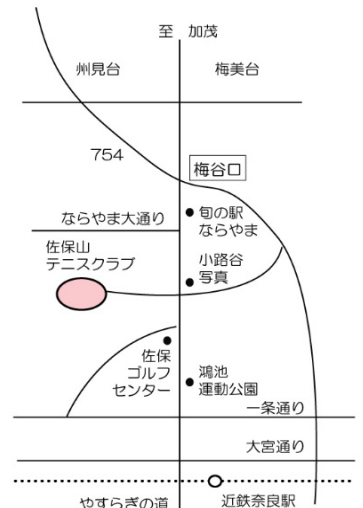 至 加茂
州見台
梅美台
754
梅谷口
旬の駅
ならやま
ならやま大通り
佐保山
テニスクラブ
小路谷
写真
佐保
ゴルフ
センター
鴻池
運動公園
一条通り
大宮通り
やすらぎの道
近鉄奈良駅